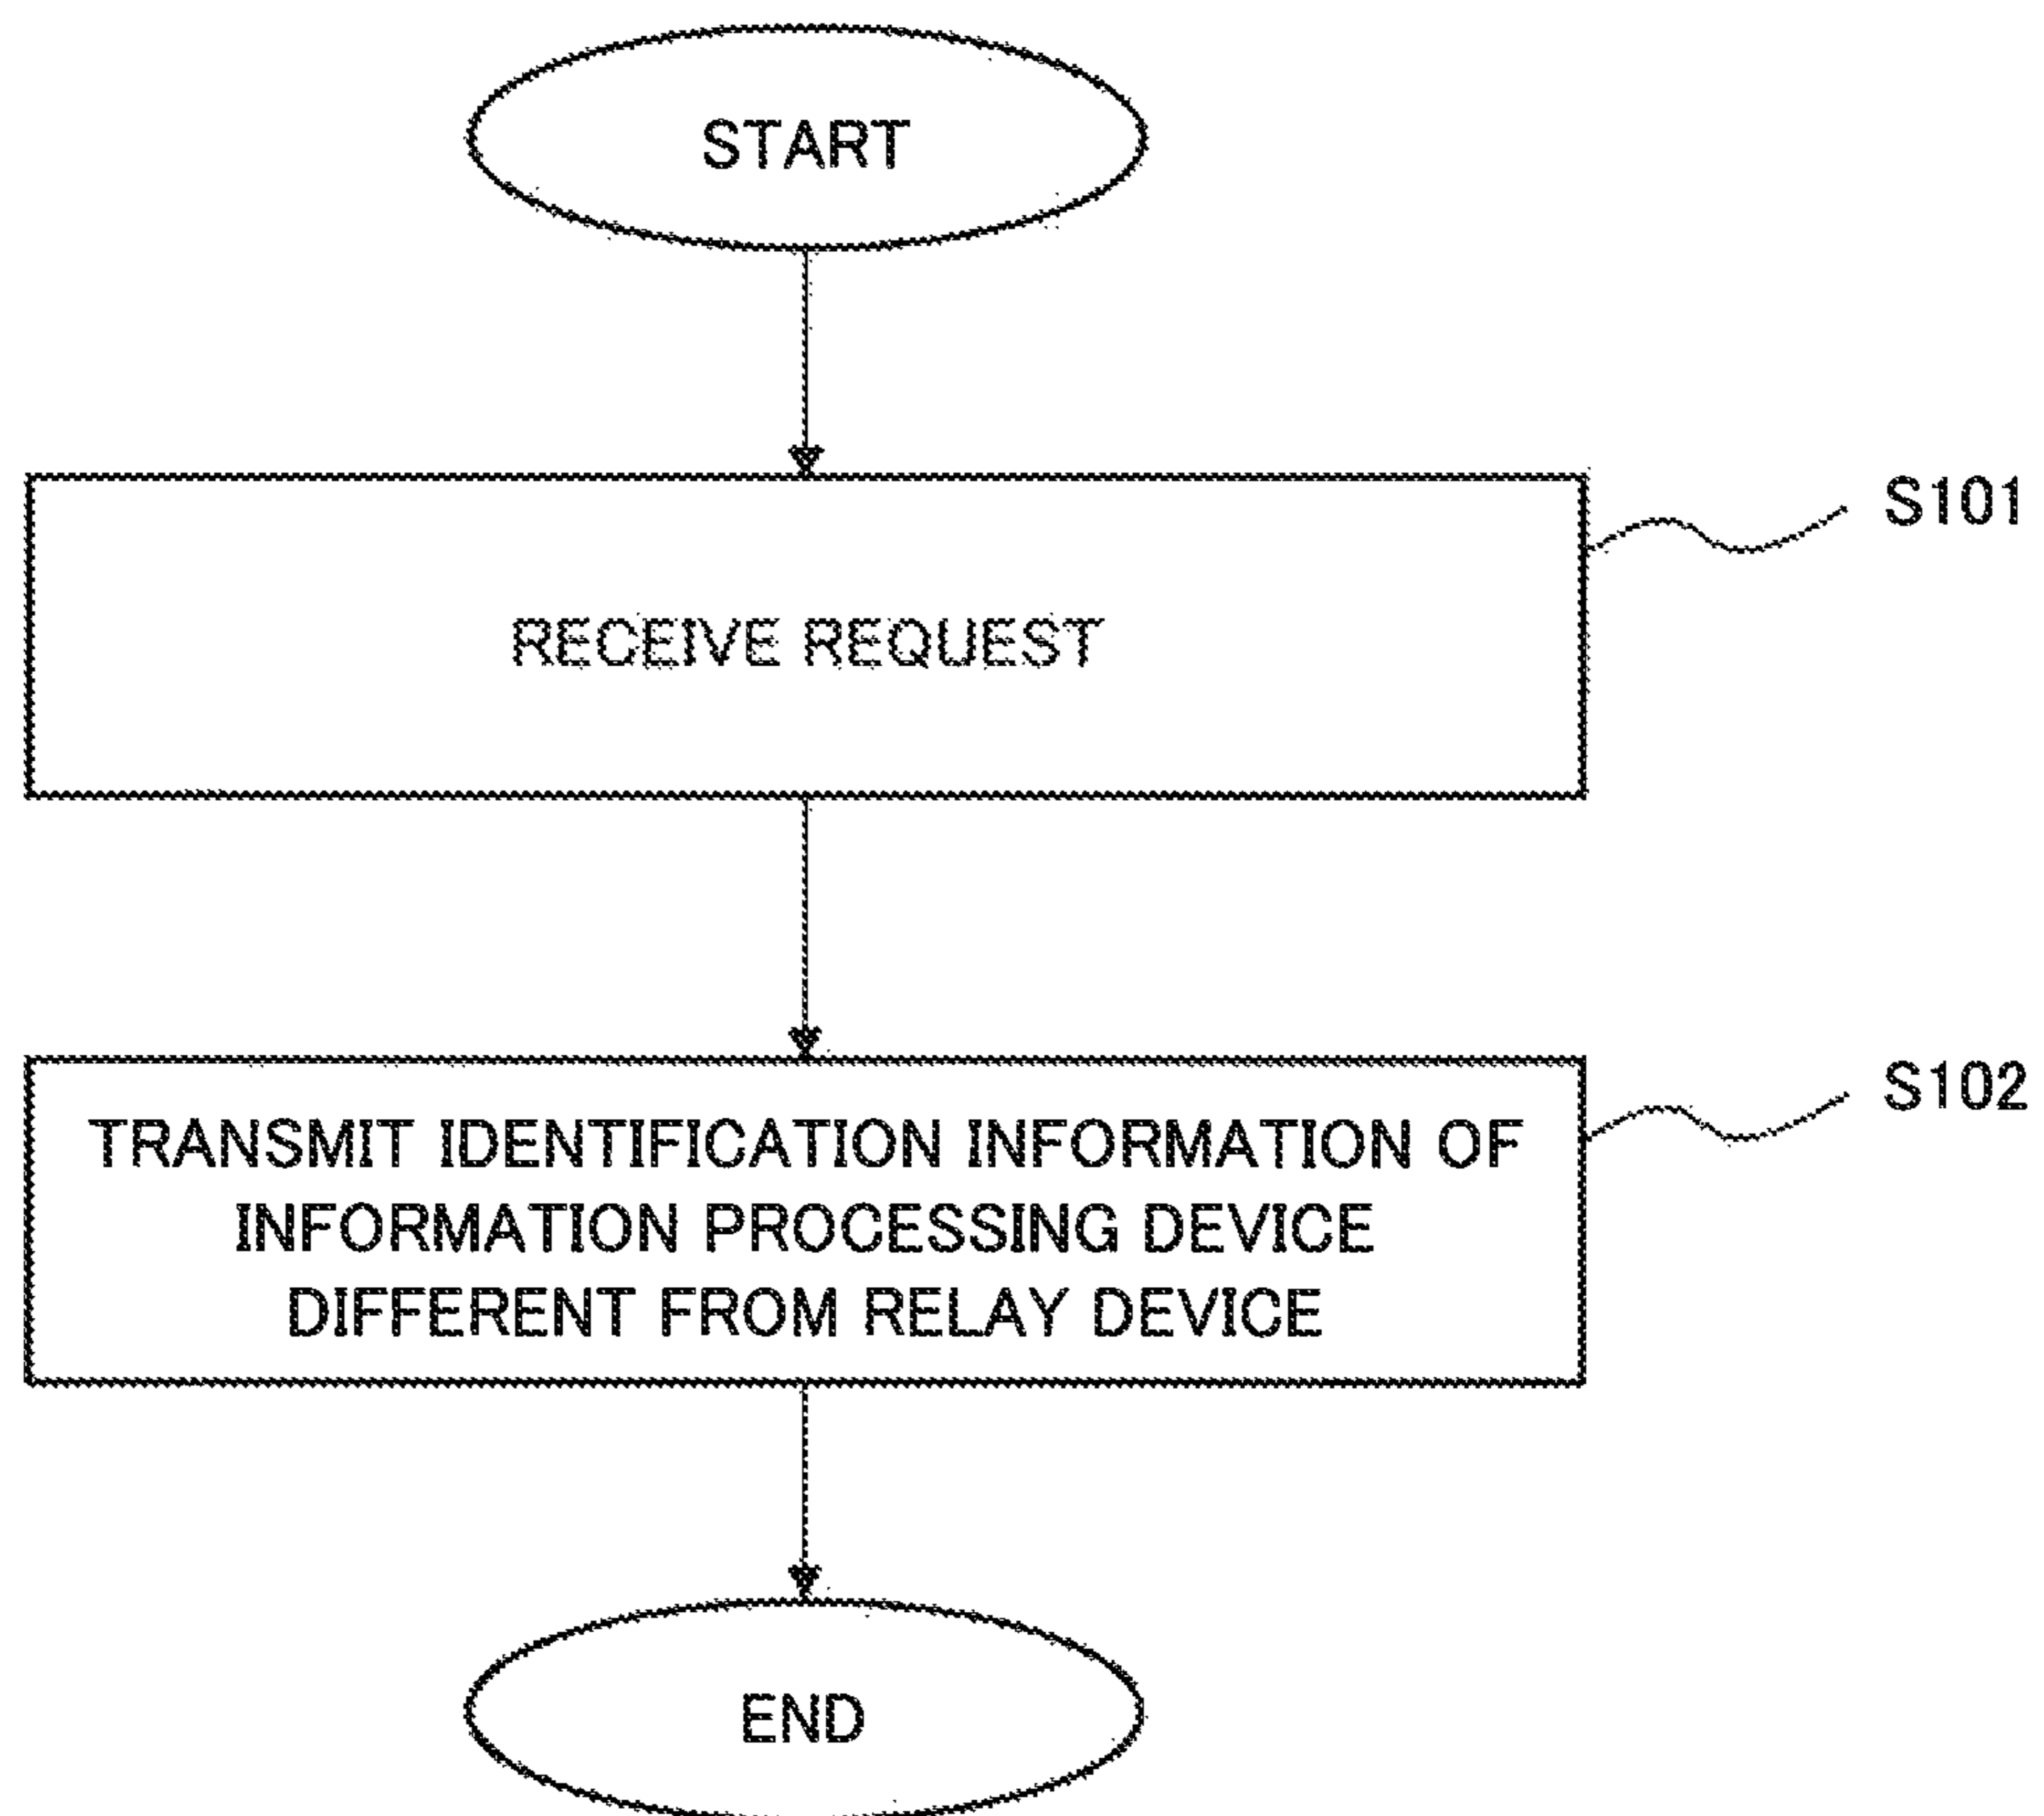 START
S101
RECEIVE REQUEST
S102
TRANSMIT IDENTIFICATION INFORMATION OF
INFORMATION PROCESSING DEVICE
DIFFERENT FROM RELAY DEVICE
END